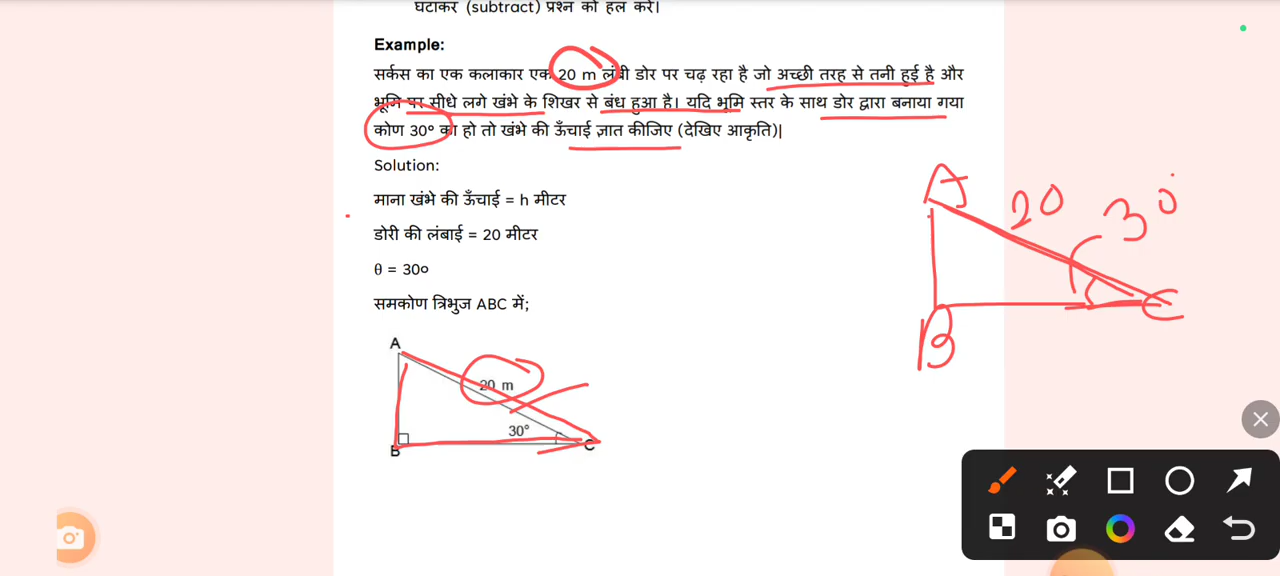 घटाकर (subtract) प्रश्न को हल करें।
Example:
सर्कस का एक कलाकार एक 20 m लंबी डोर पर चढ़ रहा है जो अच्छी तरह से तनी हुई है और
भूमि पर सीधे लगे खंभे के शिखर से बंध हुआ है। यदि भूमि स्तर के साथ डोर द्वारा बनाया गया
कोण 30° का हो तो खंभे की ऊँचाई ज्ञात कीजिए (देखिए आकृति)|
Solution:
माना खंभे की ऊँचाई = h मीटर
डोरी की लंबाई = 20 मीटर
θ = 30०
समकोण त्रिभुज ABC में;
A
20 m
30°
B
C
A
20
30°
B
C